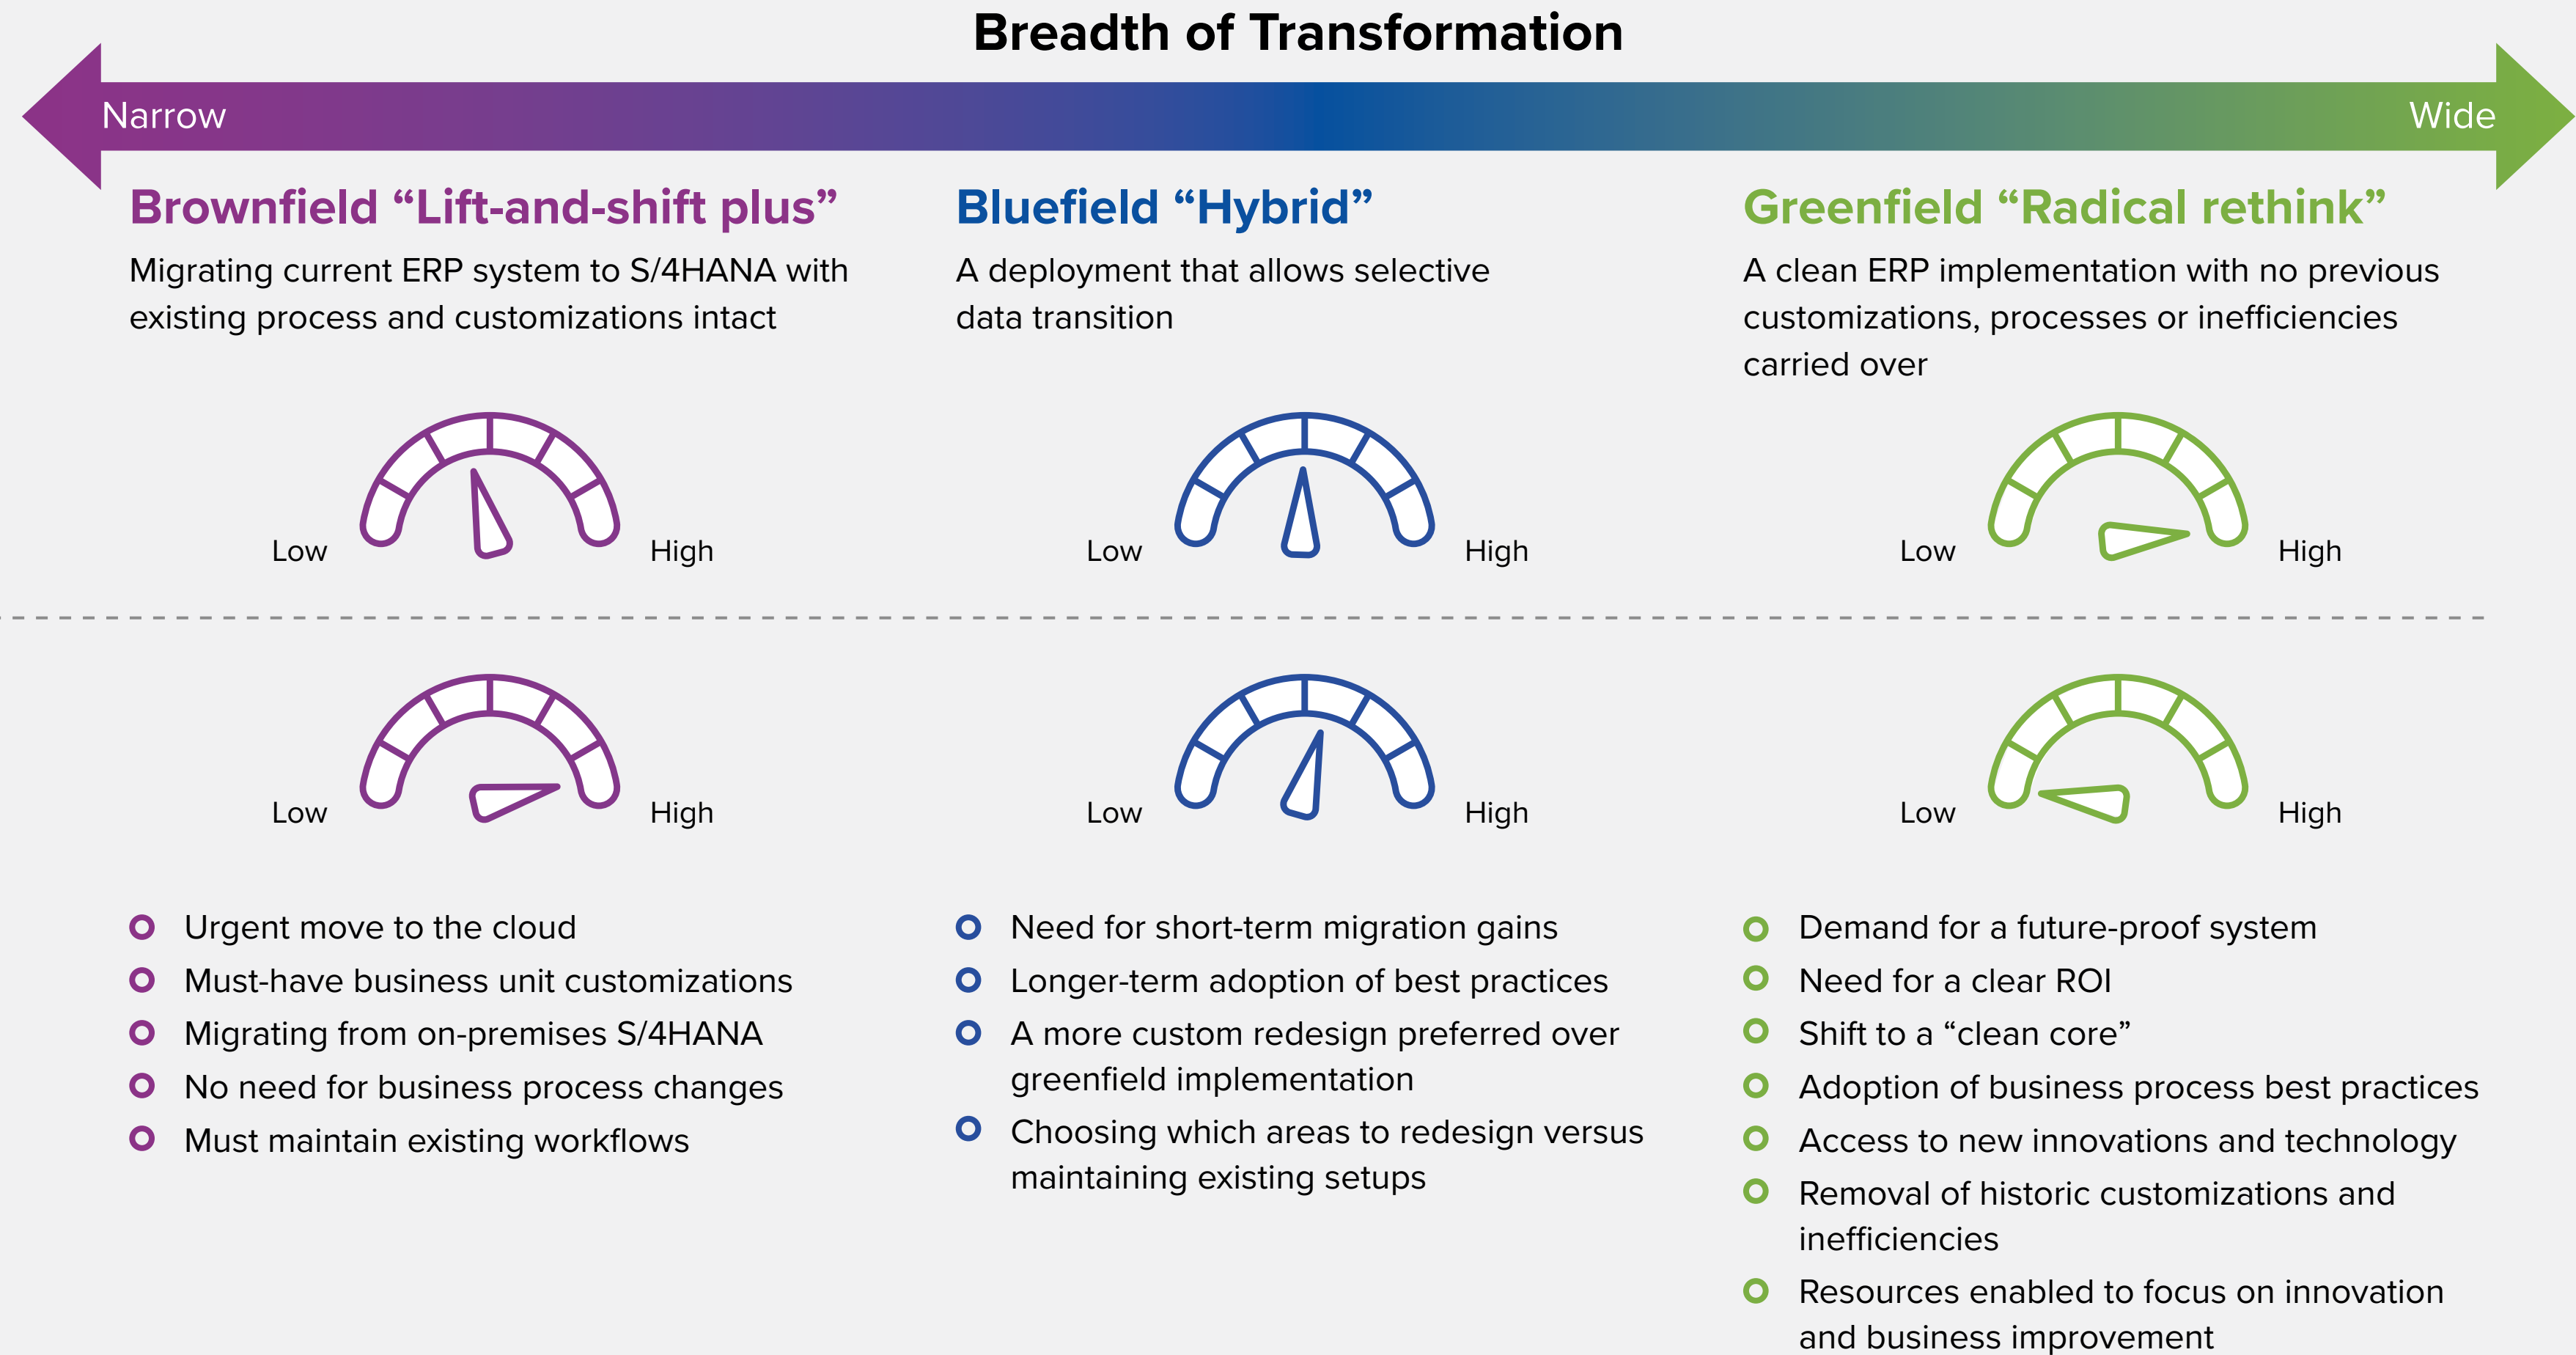 Breadth of Transformation
Narrow
Wide
Brownfield “Lift-and-shift plus”
Migrating current ERP system to S/4HANA with
existing process and customizations intact
Low
High
Bluefield “Hybrid”
A deployment that allows selective
data transition
Low
High
Greenfield “Radical rethink”
A clean ERP implementation with no previous
customizations, processes or inefficiencies
carried over
Low
High
Low
High
Low
High
Low
High
Urgent move to the cloud
Must-have business unit customizations
Migrating from on-premises S/4HANA
No need for business process changes
Must maintain existing workflows
Need for short-term migration gains
Longer-term adoption of best practices
A more custom redesign preferred over
greenfield implementation
Choosing which areas to redesign versus
maintaining existing setups
Demand for a future-proof system
Need for a clear ROI
Shift to a “clean core”
Adoption of business process best practices
Access to new innovations and technology
Removal of historic customizations and
inefficiencies
Resources enabled to focus on innovation
and business improvement